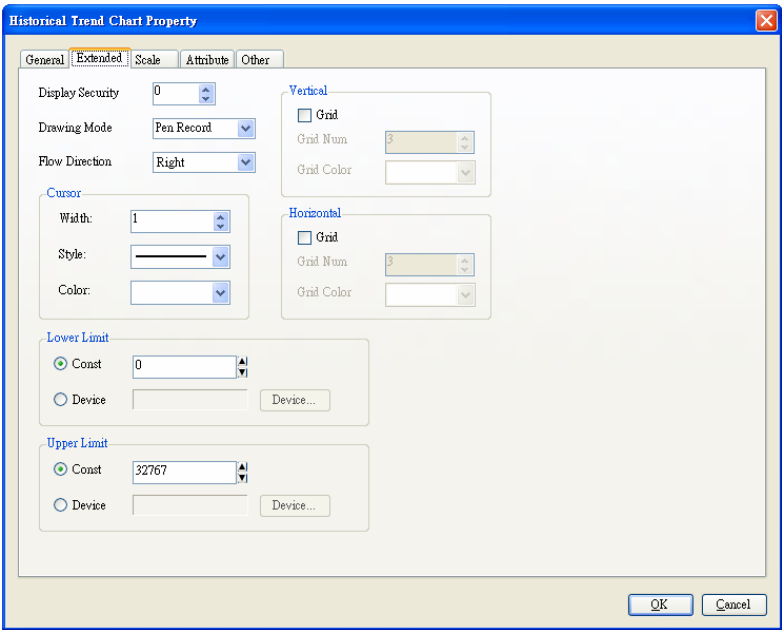 Historical Trend Chart Property
General Extended Scale Attribute Other
Display Security 0
Drawing Mode Pen Record
Flow Direction Right
Cursor
Width: 1
Style:
Color:
Vertical
Grid
Grid Num 3
Grid Color
Horizontal
Grid
Grid Num 3
Grid Color
Lower Limit
Const 0
Device Device...
Upper Limit
Const 32767
Device Device...
OK Cancel